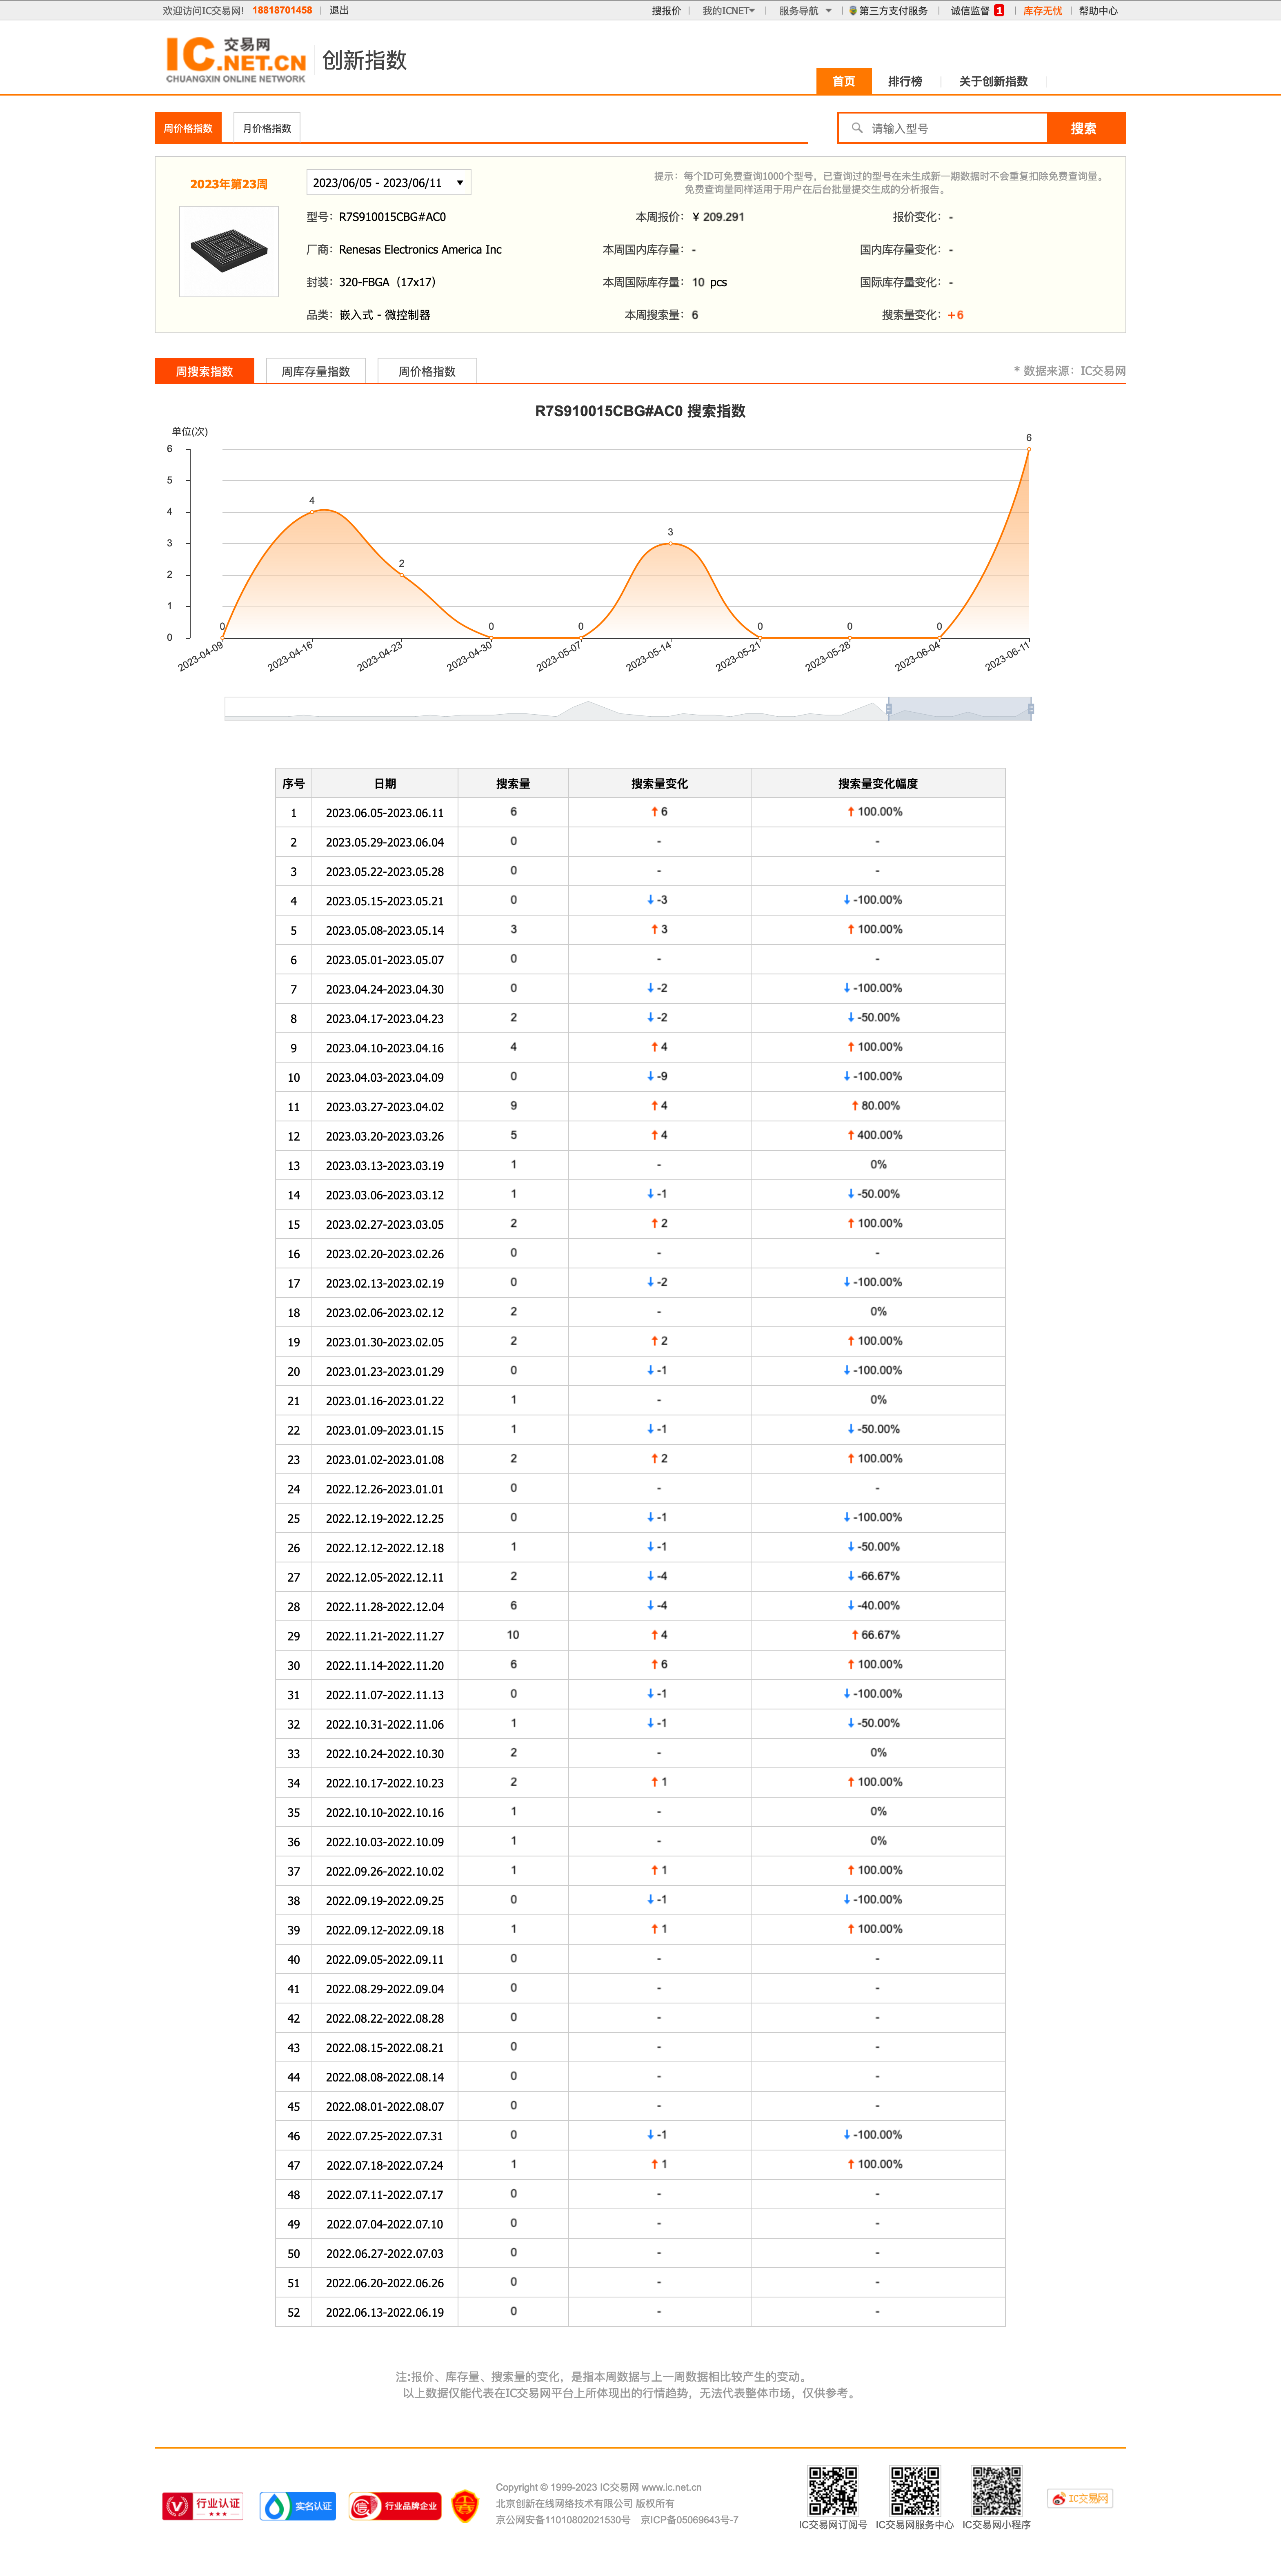 欢迎访问IC交易网! 18818701458 | 退出 搜报价 | 我的ICNET | 服务导航 | 第三方支付服务 | 诚信监督 1 | 库存无忧 | 帮助中心
IC 交易网
.NET.CN
CHUANGXIN ONLINE NETWORK
创新指数
首页 排行榜 关于创新指数
周价格指数 月价格指数 请输入型号 搜索
2023年第23周 2023/06/05 - 2023/06/11
提示: 每个ID可免费查询1000个型号，已查询过的型号在未生成新一期数据时不会重复扣除免费查询量。
免费查询量同样适用于用户在后台批量提交生成的分析报告。
型号: R7S910015CBG#AC0 本周报价: ¥ 209.291 报价变化: -
厂商: Renesas Electronics America Inc 本周国内库存量: - 国内库存量变化: -
封装: 320-FBGA（17x17） 本周国际库存量: 10 pcs 国际库存量变化: -
品类: 嵌入式 - 微控制器 本周搜索量: 6 搜索量变化: +6
周搜索指数 周库存量指数 周价格指数 * 数据来源: IC交易网
R7S910015CBG#AC0 搜索指数
单位(次)
6 6
5
4 4
3 3
2 2
1
0 0 0 0 0 0 0
2023-04-09 2023-04-16 2023-04-23 2023-04-30 2023-05-07 2023-05-14 2023-05-21 2023-05-28 2023-06-04 2023-06-11
序号 日期 搜索量 搜索量变化 搜索量变化幅度
1 2023.06.05-2023.06.11 6 ↑ 6 ↑ 100.00%
2 2023.05.29-2023.06.04 0 - -
3 2023.05.22-2023.05.28 0 - -
4 2023.05.15-2023.05.21 0 ↓ -3 ↓ -100.00%
5 2023.05.08-2023.05.14 3 ↑ 3 ↑ 100.00%
6 2023.05.01-2023.05.07 0 - -
7 2023.04.24-2023.04.30 0 ↓ -2 ↓ -100.00%
8 2023.04.17-2023.04.23 2 ↓ -2 ↓ -50.00%
9 2023.04.10-2023.04.16 4 ↑ 4 ↑ 100.00%
10 2023.04.03-2023.04.09 0 ↓ -9 ↓ -100.00%
11 2023.03.27-2023.04.02 9 ↑ 4 ↑ 80.00%
12 2023.03.20-2023.03.26 5 ↑ 4 ↑ 400.00%
13 2023.03.13-2023.03.19 1 - 0%
14 2023.03.06-2023.03.12 1 ↓ -1 ↓ -50.00%
15 2023.02.27-2023.03.05 2 ↑ 2 ↑ 100.00%
16 2023.02.20-2023.02.26 0 - -
17 2023.02.13-2023.02.19 0 ↓ -2 ↓ -100.00%
18 2023.02.06-2023.02.12 2 - 0%
19 2023.01.30-2023.02.05 2 ↑ 2 ↑ 100.00%
20 2023.01.23-2023.01.29 0 ↓ -1 ↓ -100.00%
21 2023.01.16-2023.01.22 1 - 0%
22 2023.01.09-2023.01.15 1 ↓ -1 ↓ -50.00%
23 2023.01.02-2023.01.08 2 ↑ 2 ↑ 100.00%
24 2022.12.26-2023.01.01 0 - -
25 2022.12.19-2022.12.25 0 ↓ -1 ↓ -100.00%
26 2022.12.12-2022.12.18 1 ↓ -1 ↓ -50.00%
27 2022.12.05-2022.12.11 2 ↓ -4 ↓ -66.67%
28 2022.11.28-2022.12.04 6 ↓ -4 ↓ -40.00%
29 2022.11.21-2022.11.27 10 ↑ 4 ↑ 66.67%
30 2022.11.14-2022.11.20 6 ↑ 6 ↑ 100.00%
31 2022.11.07-2022.11.13 0 ↓ -1 ↓ -100.00%
32 2022.10.31-2022.11.06 1 ↓ -1 ↓ -50.00%
33 2022.10.24-2022.10.30 2 - 0%
34 2022.10.17-2022.10.23 2 ↑ 1 ↑ 100.00%
35 2022.10.10-2022.10.16 1 - 0%
36 2022.10.03-2022.10.09 1 - 0%
37 2022.09.26-2022.10.02 1 ↑ 1 ↑ 100.00%
38 2022.09.19-2022.09.25 0 ↓ -1 ↓ -100.00%
39 2022.09.12-2022.09.18 1 ↑ 1 ↑ 100.00%
40 2022.09.05-2022.09.11 0 - -
41 2022.08.29-2022.09.04 0 - -
42 2022.08.22-2022.08.28 0 - -
43 2022.08.15-2022.08.21 0 - -
44 2022.08.08-2022.08.14 0 - -
45 2022.08.01-2022.08.07 0 - -
46 2022.07.25-2022.07.31 0 ↓ -1 ↓ -100.00%
47 2022.07.18-2022.07.24 1 ↑ 1 ↑ 100.00%
48 2022.07.11-2022.07.17 0 - -
49 2022.07.04-2022.07.10 0 - -
50 2022.06.27-2022.07.03 0 - -
51 2022.06.20-2022.06.26 0 - -
52 2022.06.13-2022.06.19 0 - -
注:报价、库存量、搜索量的变化，是指本周数据与上一周数据相比较产生的变动。
以上数据仅能代表在IC交易网平台上所体现出的行情趋势，无法代表整体市场，仅供参考。
行业认证 实名认证 行业品牌企业
Copyright © 1999-2023 IC交易网 www.ic.net.cn
北京创新在线网络技术有限公司 版权所有
京公网安备11010802021530号 京ICP备05069643号-7
IC交易网订阅号 IC交易网服务中心 IC交易网小程序
IC交易网